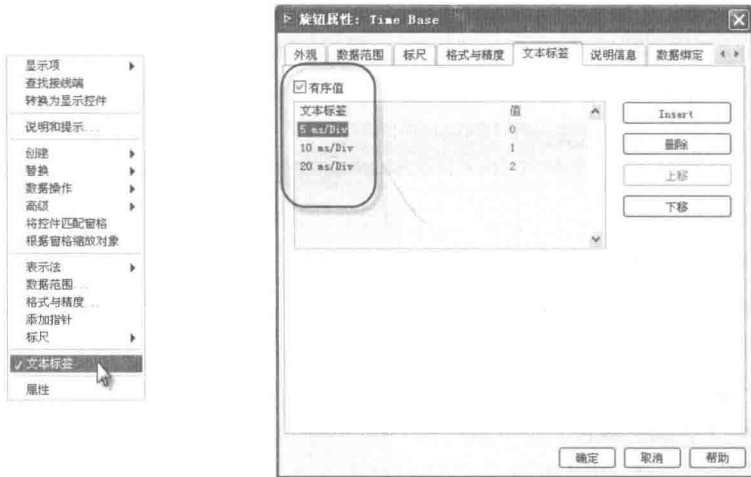 显示项
查找接线端
转换为显示控件
说明和提示...
创建
替换
数据操作
高级
将控件匹配窗格
根据窗格缩放对象
表示法
数据范围...
格式与精度...
添加指针
标尺
✓ 文本标签
属性
旋钮属性: Time Base
外观 数据范围 标尺 格式与精度 文本标签 说明信息 数据绑定
☑ 有序值
文本标签 值
5 ms/Div 0
10 ms/Div 1
20 ms/Div 2
Insert
删除
上移
下移
确定 取消 帮助